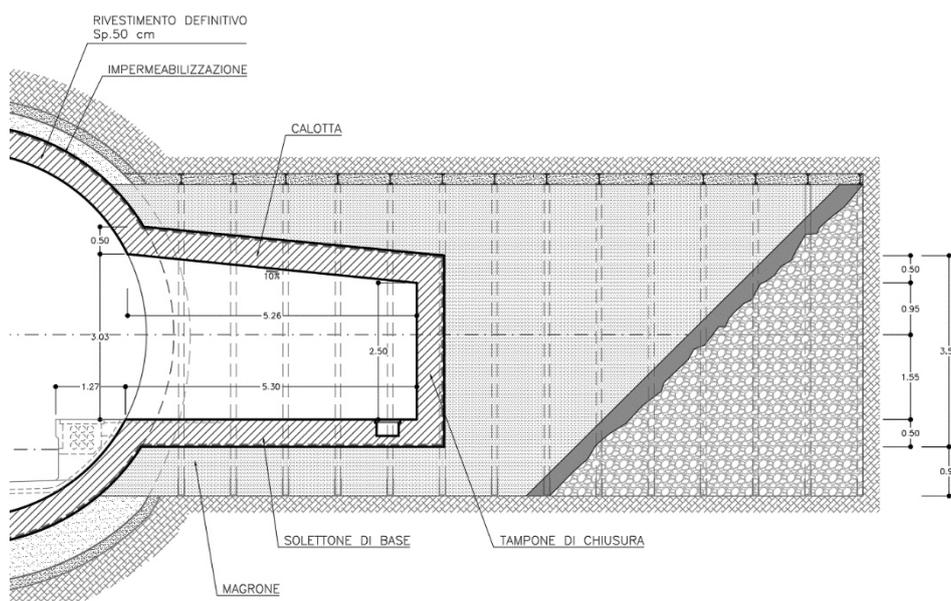 RIVESTIMENTO DEFINITIVO
Sp.50 cm
IMPERMEABILIZZAZIONE
CALOTTA
0.50
10%
5.26
3.03
2.50
1.27
5.30
0.50
0.95
1.55
0.50
SOLETTONE DI BASE
TAMPONE DI CHIUSURA
MAGRONE